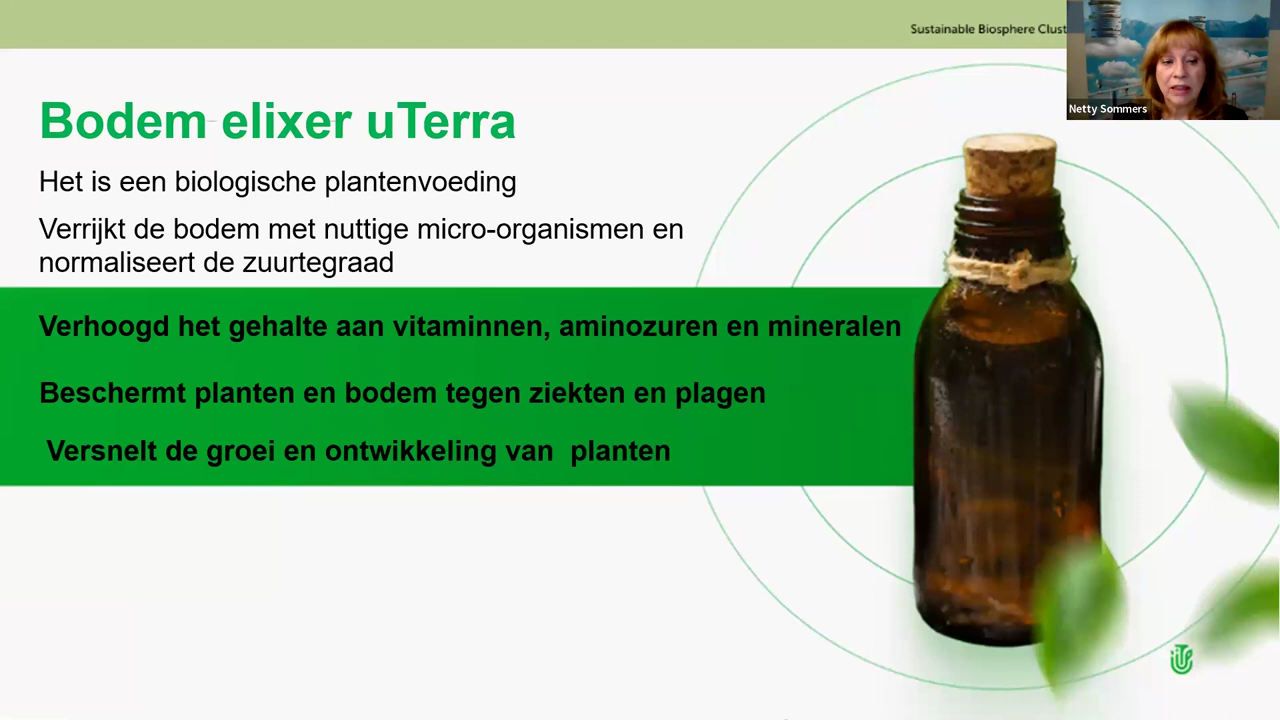 Sustainable Biosphere Clust
Netty Sommers
Bodem elixer uTerra
Het is een biologische plantenvoeding
Verrijkt de bodem met nuttige micro-organismen en
normaliseert de zuurtegraad
Verhoogd het gehalte aan vitaminnen, aminozuren en mineralen
Beschermt planten en bodem tegen ziekten en plagen
Versnelt de groei en ontwikkeling van  planten